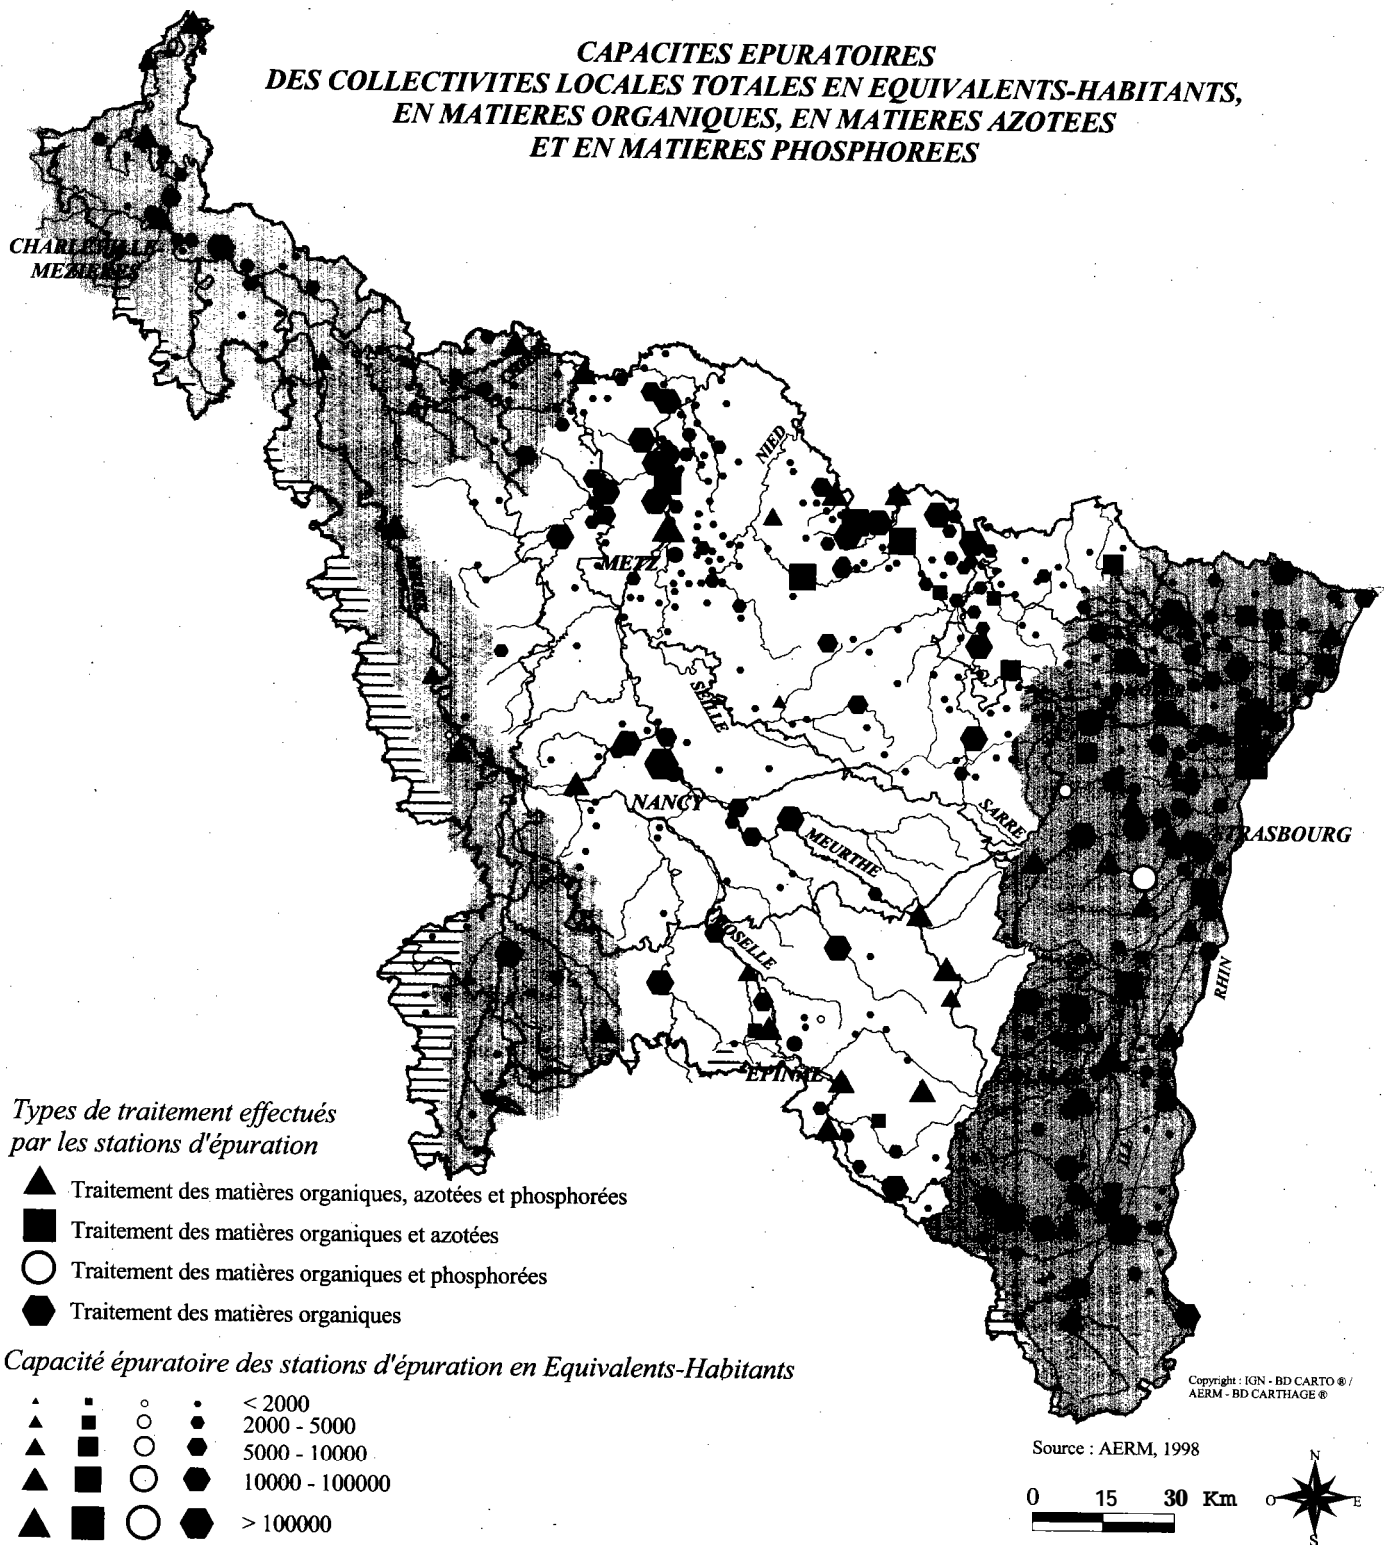 CAPACITES EPURATOIRES
DES COLLECTIVITES LOCALES TOTALES EN EQUIVALENTS-HABITANTS,
EN MATIERES ORGANIQUES, EN MATIERES AZOTEES
ET EN MATIERES PHOSPHOREES
CHARLEVILLE-
MEZIERES
NIED
METZ
MEUSE
SEILLE
NANCY
SARRE
MEURTHE
STRASBOURG
MOSELLE
RHIN
EPINAL
ILL
Types de traitement effectués
par les stations d'épuration
Traitement des matières organiques, azotées et phosphorées
Traitement des matières organiques et azotées
Traitement des matières organiques et phosphorées
Traitement des matières organiques
Capacité épuratoire des stations d'épuration en Equivalents-Habitants
< 2000
2000 - 5000
5000 - 10000
10000 - 100000
> 100000
Copyright : IGN - BD CARTO ® /
AERM - BD CARTHAGE ®
Source : AERM, 1998
0 15 30 Km
N
O E
S